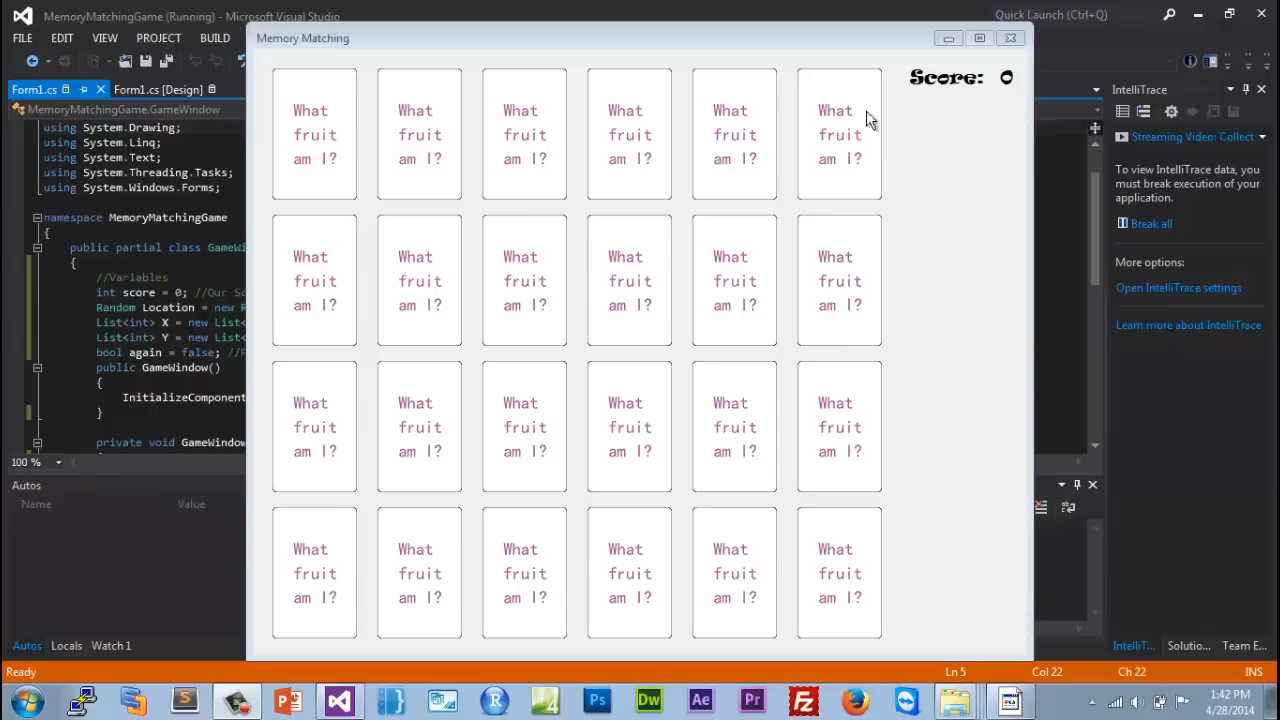 MemoryMatchingGame (Running) - Microsoft Visual Studio
Quick Launch (Ctrl+Q)
FILE EDIT VIEW PROJECT BUILD
Memory Matching
Form1.cs Form1.cs [Design]
MemoryMatchingGame.GameWindow
using System.Drawing;
using System.Linq;
using System.Text;
using System.Threading.Tasks;
using System.Windows.Forms;
namespace MemoryMatchingGame
{
public partial class GameWi
{
//Variables
int score = 0; //Our Sc
Random Location = new R
List<int> X = new List<
List<int> Y = new List<
bool again = false; //
public GameWindow()
{
InitializeComponent
}
private void GameWindow
100 %
Autos
Name Value
Autos Locals Watch 1
Score: 0
What What What What What What
fruit fruit fruit fruit fruit fruit
am I? am I? am I? am I? am I? am I?
What What What What What What
fruit fruit fruit fruit fruit fruit
am I? am I? am I? am I? am I? am I?
What What What What What What
fruit fruit fruit fruit fruit fruit
am I? am I? am I? am I? am I? am I?
What What What What What What
fruit fruit fruit fruit fruit fruit
am I? am I? am I? am I? am I? am I?
IntelliTrace
Streaming Video: Collect
To view IntelliTrace data, you
must break execution of your
application.
Break all
More options:
Open IntelliTrace settings
Learn more about IntelliTrace
IntelliT... Solutio... Team E...
Ready Ln 5 Col 22 Ch 22 INS
S R 4 Ps Dw Ae Pr Fz
1:42 PM
4/28/2014